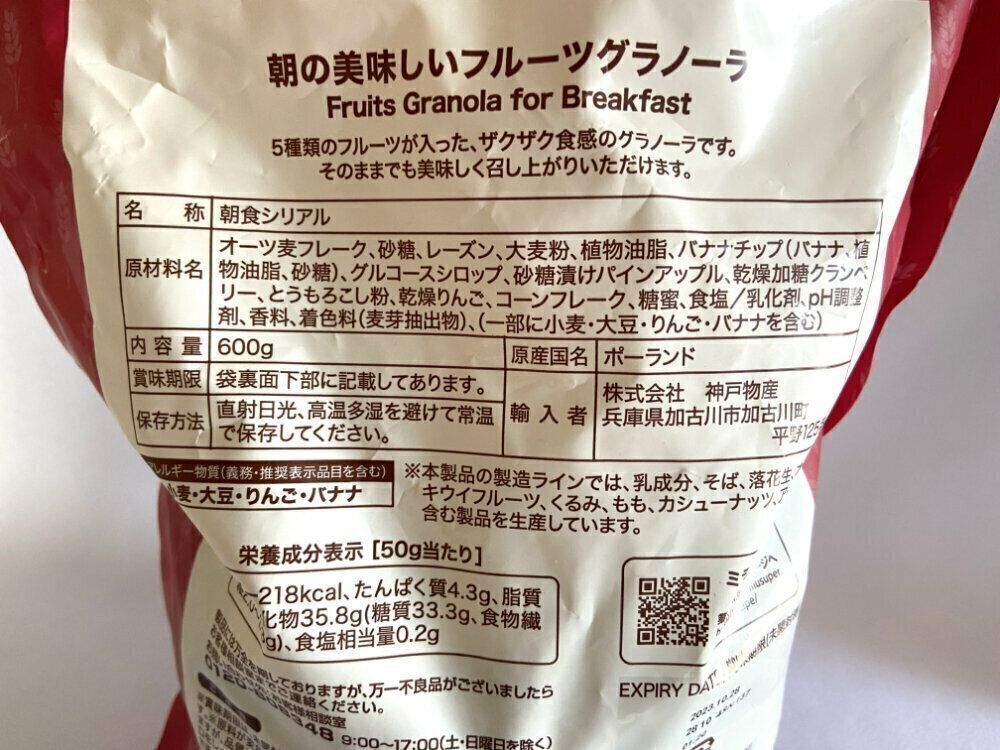 朝の美味しいフルーツグラノーラ
Fruits Granola for Breakfast
5種類のフルーツが入った、ザクザク食感のグラノーラです。
そのままでも美味しく召し上がりいただけます。
名 称 朝食シリアル
原材料名 オーツ麦フレーク、砂糖、レーズン、大麦粉、植物油脂、バナナチップ(バナナ、植
物油脂、砂糖)、グルコースシロップ、砂糖漬けパインアップル、乾燥加糖クランベ
リー、とうもろこし粉、乾燥りんご、コーンフレーク、糖蜜、食塩/乳化剤、pH調整
剤、香料、着色料(麦芽抽出物)、(一部に小麦・大豆・りんご・バナナを含む)
内容量 600g 原産国名 ポーランド
賞味期限 袋裏面下部に記載してあります。
保存方法 直射日光、高温多湿を避けて常温
で保存してください。
輸入者 株式会社 神戸物産
兵庫県加古川市加古川町
平野125
アレルギー物質(義務・推奨表示品目を含む)
小麦・大豆・りんご・バナナ
※本製品の製造ラインでは、乳成分、そば、落花生、
キウイフルーツ、くるみ、もも、カシューナッツ、ア
含む製品を生産しています。
栄養成分表示 [50g当たり]
218kcal、たんぱく質4.3g、脂質
化物35.8g(糖質33.3g、食物繊
g)、食塩相当量0.2g
EXPIRY DATE
2023.10.28
しておりますが、万一不良品がございましたら
ご連絡ください。
お客様相談室
9:00~17:00(土・日曜日を除く)